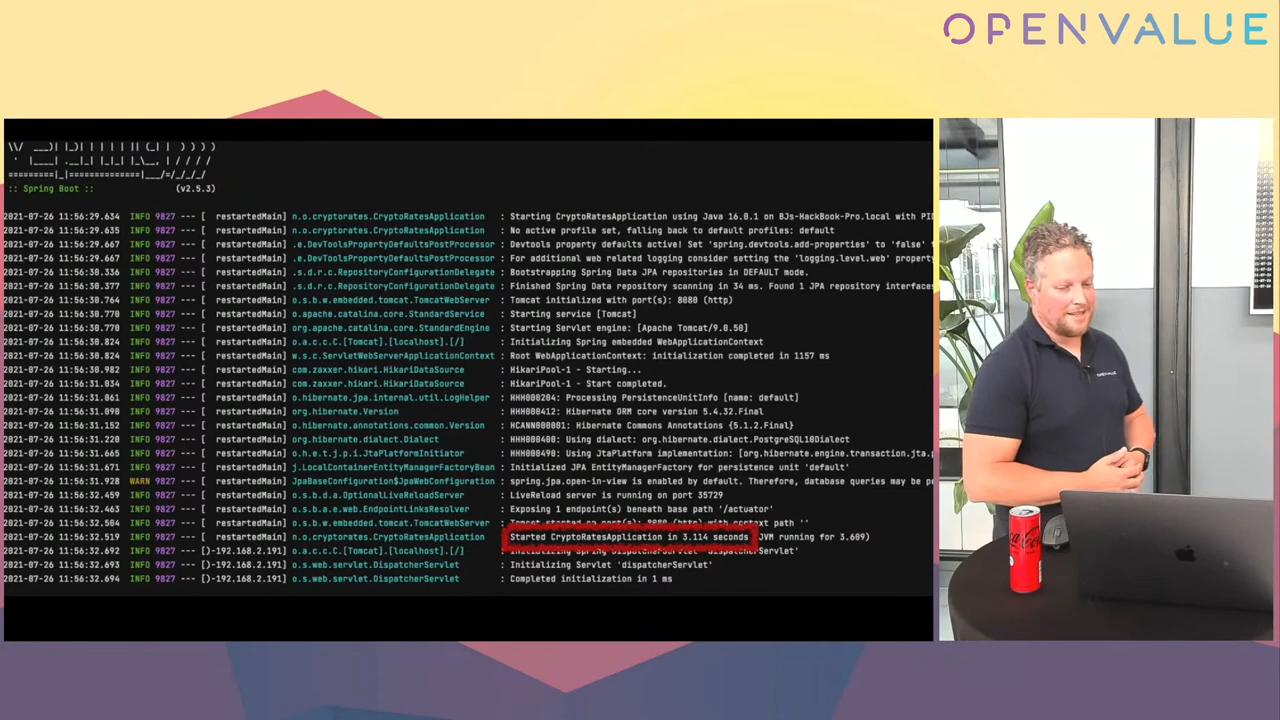 OPENVALUE
:: Spring Boot :: (v2.5.3)
2021-07-26 11:56:29.634 INFO 9827 --- [ restartedMain] n.o.cryptorates.CryptoRatesApplication : Starting CryptoRatesApplication using Java 16.0.1 on BJs-HackBook-Pro.local with PID
2021-07-26 11:56:29.635 INFO 9827 --- [ restartedMain] n.o.cryptorates.CryptoRatesApplication : No active profile set, falling back to default profiles: default
2021-07-26 11:56:29.667 INFO 9827 --- [ restartedMain] .e.DevToolsPropertyDefaultsPostProcessor : Devtools property defaults active! Set 'spring.devtools.add-properties' to 'false' t
2021-07-26 11:56:29.667 INFO 9827 --- [ restartedMain] .e.DevToolsPropertyDefaultsPostProcessor : For additional web related logging consider setting the 'logging.level.web' property
2021-07-26 11:56:30.336 INFO 9827 --- [ restartedMain] .s.d.r.c.RepositoryConfigurationDelegate : Bootstrapping Spring Data JPA repositories in DEFAULT mode.
2021-07-26 11:56:30.377 INFO 9827 --- [ restartedMain] .s.d.r.c.RepositoryConfigurationDelegate : Finished Spring Data repository scanning in 34 ms. Found 1 JPA repository interfaces
2021-07-26 11:56:30.764 INFO 9827 --- [ restartedMain] o.s.b.w.embedded.tomcat.TomcatWebServer : Tomcat initialized with port(s): 8080 (http)
2021-07-26 11:56:30.770 INFO 9827 --- [ restartedMain] o.apache.catalina.core.StandardService : Starting service [Tomcat]
2021-07-26 11:56:30.770 INFO 9827 --- [ restartedMain] org.apache.catalina.core.StandardEngine : Starting Servlet engine: [Apache Tomcat/9.0.50]
2021-07-26 11:56:30.824 INFO 9827 --- [ restartedMain] o.a.c.c.C.[Tomcat].[localhost].[/] : Initializing Spring embedded WebApplicationContext
2021-07-26 11:56:30.824 INFO 9827 --- [ restartedMain] w.s.c.ServletWebServerApplicationContext : Root WebApplicationContext: initialization completed in 1157 ms
2021-07-26 11:56:30.982 INFO 9827 --- [ restartedMain] com.zaxxer.hikari.HikariDataSource : HikariPool-1 - Starting...
2021-07-26 11:56:31.034 INFO 9827 --- [ restartedMain] com.zaxxer.hikari.HikariDataSource : HikariPool-1 - Start completed.
2021-07-26 11:56:31.061 INFO 9827 --- [ restartedMain] o.hibernate.jpa.internal.util.LogHelper : HHH000204: Processing PersistenceUnitInfo [name: default]
2021-07-26 11:56:31.098 INFO 9827 --- [ restartedMain] org.hibernate.Version : HHH000412: Hibernate ORM core version 5.4.32.Final
2021-07-26 11:56:31.151 INFO 9827 --- [ restartedMain] o.hibernate.annotations.common.Version : HCANN000001: Hibernate Commons Annotations {5.1.2.Final}
2021-07-26 11:56:31.220 INFO 9827 --- [ restartedMain] org.hibernate.dialect.Dialect : HHH000400: Using dialect: org.hibernate.dialect.PostgreSQL10Dialect
2021-07-26 11:56:31.665 INFO 9827 --- [ restartedMain] o.h.e.t.j.p.i.JtaPlatformInitiator : HHH000490: Using JtaPlatform implementation: [org.hibernate.engine.transaction.jta.p
2021-07-26 11:56:31.671 INFO 9827 --- [ restartedMain] j.LocalContainerEntityManagerFactoryBean : Initialized JPA EntityManagerFactory for persistence unit 'default'
2021-07-26 11:56:31.928 WARN 9827 --- [ restartedMain] JpaBaseConfiguration$JpaWebConfiguration : spring.jpa.open-in-view is enabled by default. Therefore, database queries may be pe
2021-07-26 11:56:32.459 INFO 9827 --- [ restartedMain] o.s.b.d.a.OptionalLiveReloadServer : LiveReload server is running on port 35729
2021-07-26 11:56:32.467 INFO 9827 --- [ restartedMain] o.s.b.a.e.web.EndpointLinksResolver : Exposing 1 endpoint(s) beneath base path '/actuator'
2021-07-26 11:56:32.504 INFO 9827 --- [ restartedMain] o.s.b.w.embedded.tomcat.TomcatWebServer : Tomcat started on port(s): 8080 (http) with context path ''
2021-07-26 11:56:32.519 INFO 9827 --- [ restartedMain] n.o.cryptorates.CryptoRatesApplication : Started CryptoRatesApplication in 3.114 seconds JVM running for 3.609)
2021-07-26 11:56:32.692 INFO 9827 --- [)-192.168.2.191] o.a.c.c.C.[Tomcat].[localhost].[/] : Initializing Spring DispatcherServlet 'dispatcherServlet'
2021-07-26 11:56:32.693 INFO 9827 --- [)-192.168.2.191] o.s.web.servlet.DispatcherServlet : Initializing Servlet 'dispatcherServlet'
2021-07-26 11:56:32.694 INFO 9827 --- [)-192.168.2.191] o.s.web.servlet.DispatcherServlet : Completed initialization in 1 ms
OPENVALUE